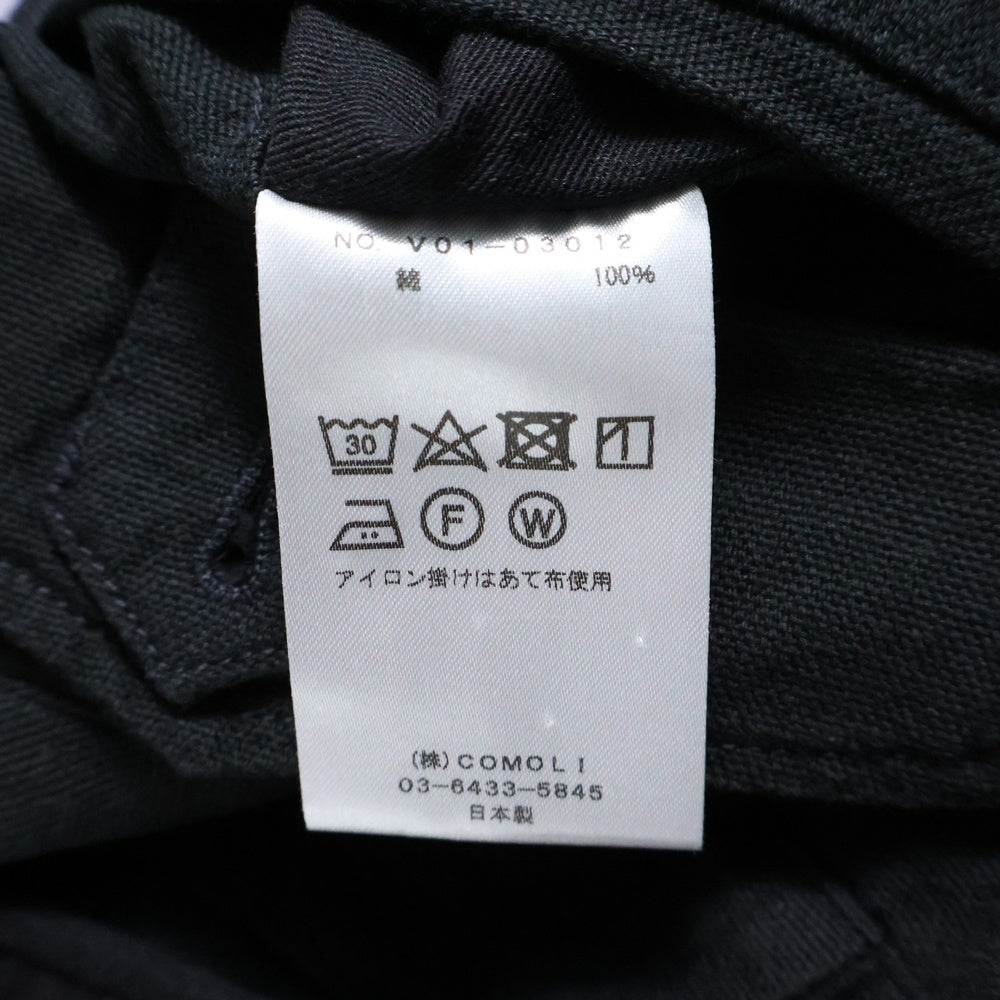 NO. V01-03012
綿 100%
30
F W
アイロン掛けはあて布使用
(株)COMOLI
03-6433-5845
日本製